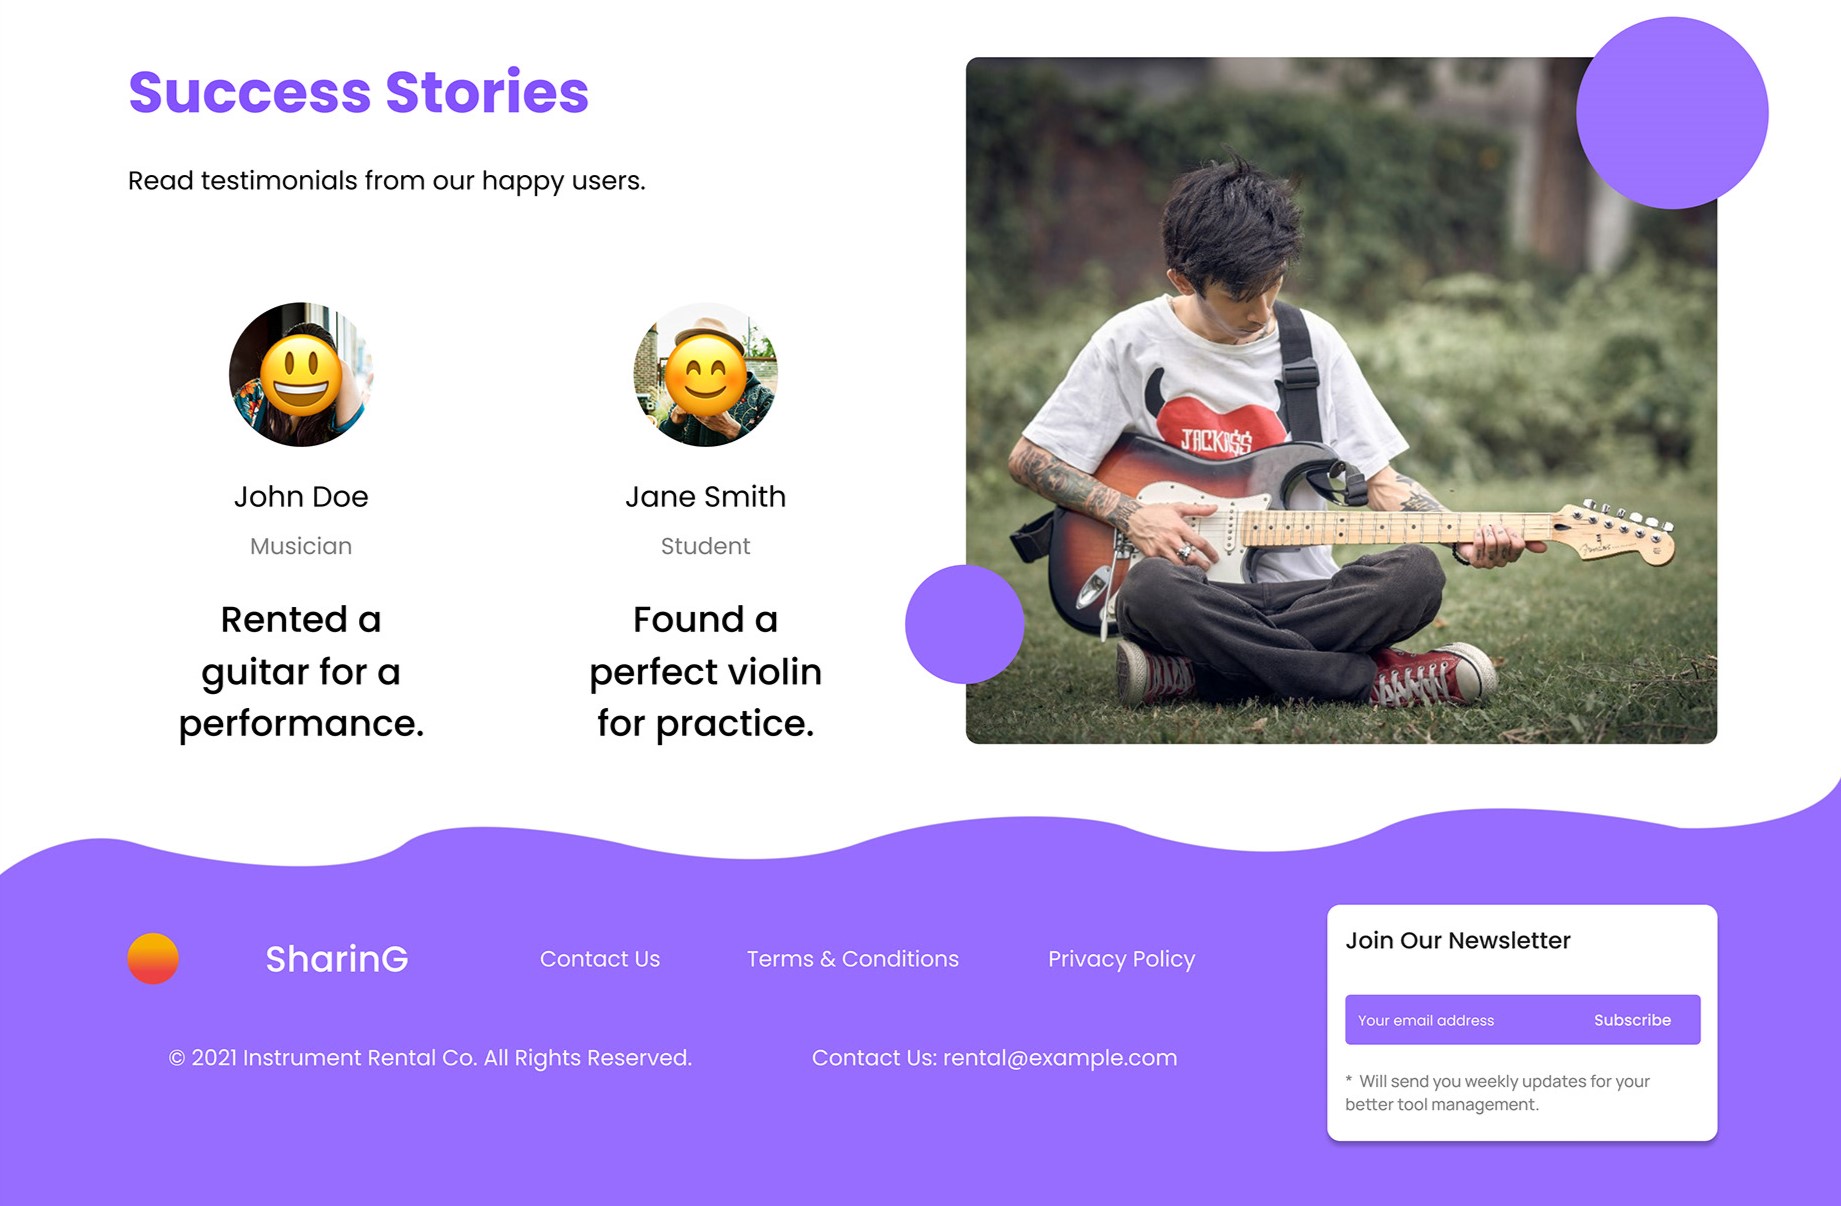 Success Stories
Read testimonials from our happy users.
John Doe
Musician
Rented a
guitar for a
performance.
Jane Smith
Student
Found a
perfect violin
for practice.
JACKA$$
Fender
SharinG
Contact Us
Terms & Conditions
Privacy Policy
© 2021 Instrument Rental Co. All Rights Reserved.
Contact Us: rental@example.com
Join Our Newsletter
Your email address
Subscribe
* Will send you weekly updates for your
better tool management.